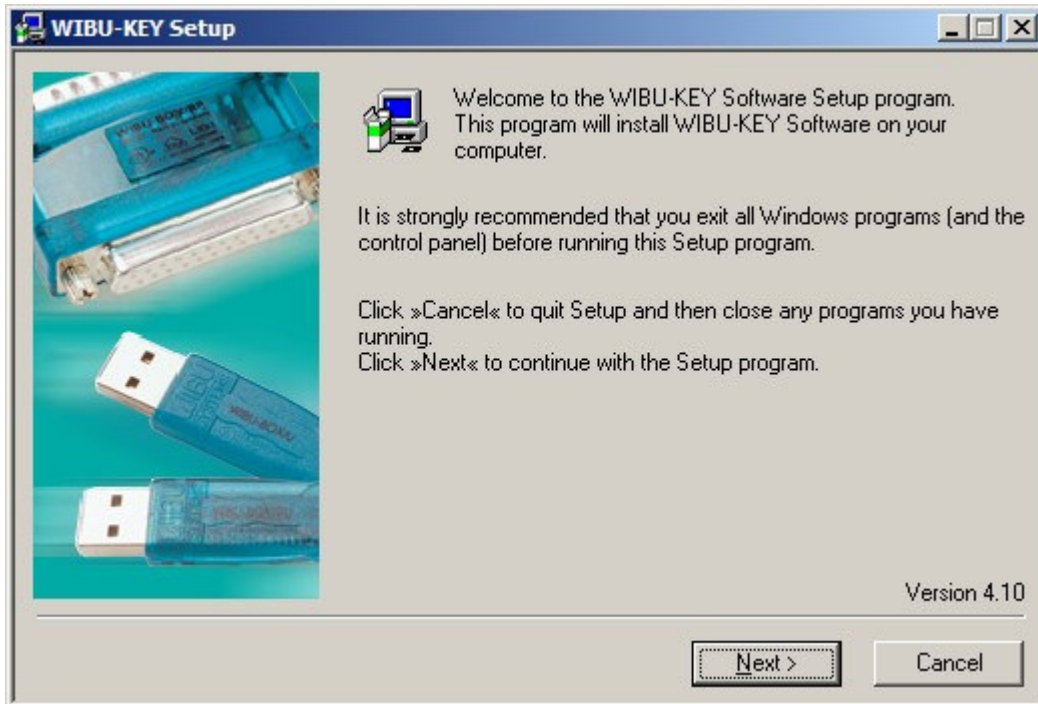 WIBU-KEY Setup
Welcome to the WIBU-KEY Software Setup program.
This program will install WIBU-KEY Software on your
computer.
It is strongly recommended that you exit all Windows programs (and the
control panel) before running this Setup program.
Click »Cancel« to quit Setup and then close any programs you have
running.
Click »Next« to continue with the Setup program.
WIBU-BOX/U
Version 4.10
Next >
Cancel